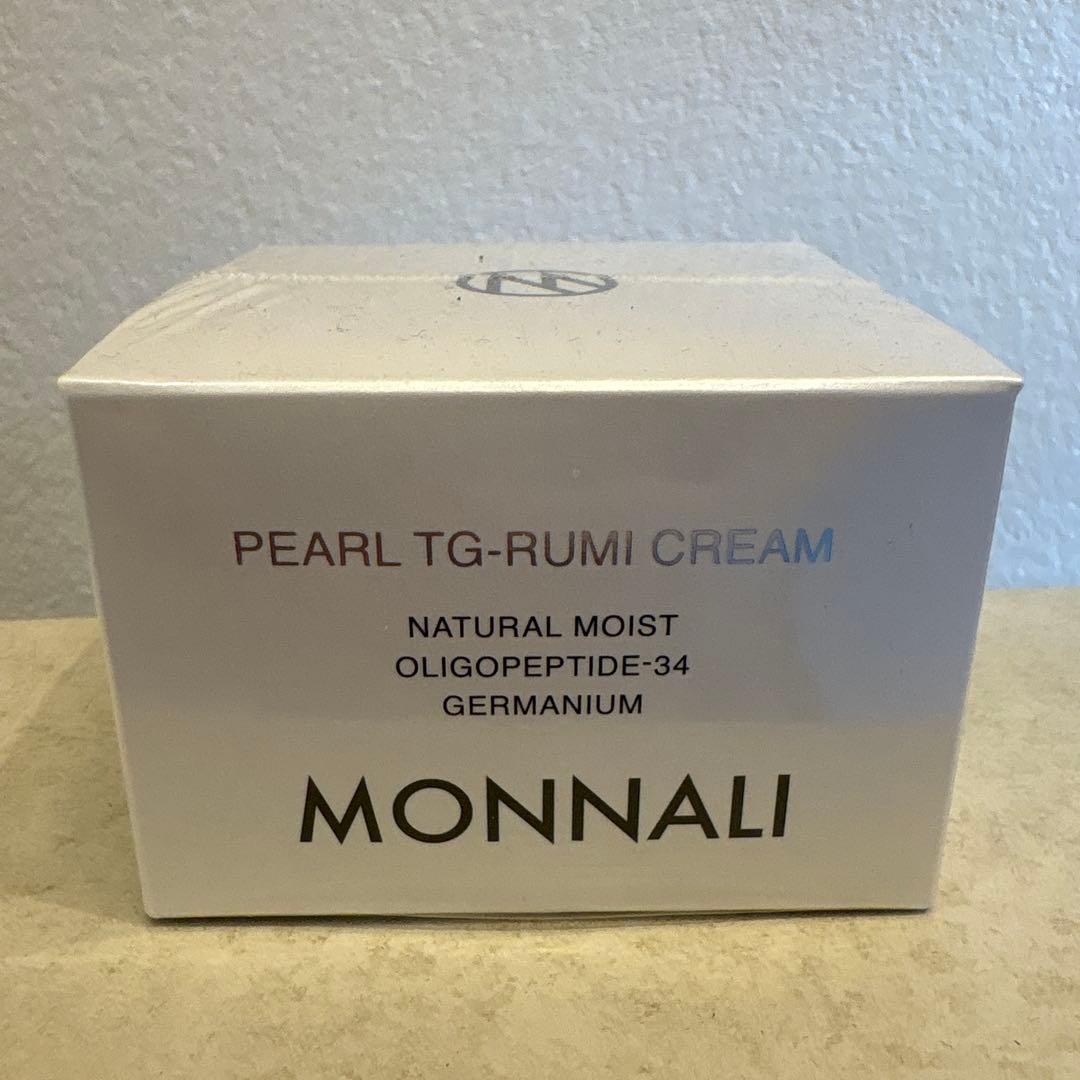 PEARL TG-RUMI CREAM
NATURAL MOIST
OLIGOPEPTIDE-34
GERMANIUM
MONNALI